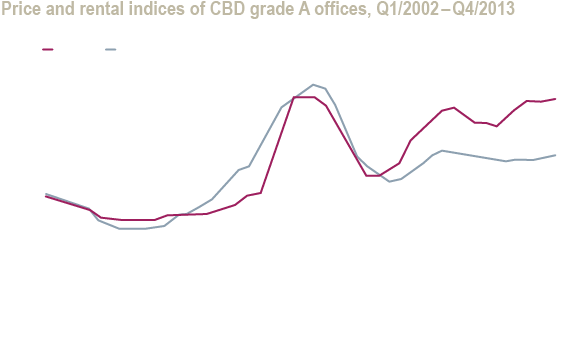 Price and rental indices of CBD grade A offices, Q1/2002–Q4/2013